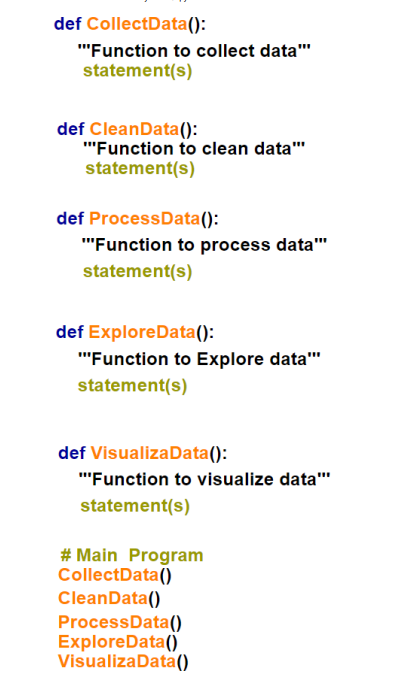 def CollectData():
'''Function to collect data'''
statement(s)
def CleanData():
'''Function to clean data'''
statement(s)
def ProcessData():
'''Function to process data'''
statement(s)
def ExploreData():
'''Function to Explore data'''
statement(s)
def VisualizaData():
'''Function to visualize data'''
statement(s)
# Main Program
CollectData()
CleanData()
ProcessData()
ExploreData()
VisualizaData()